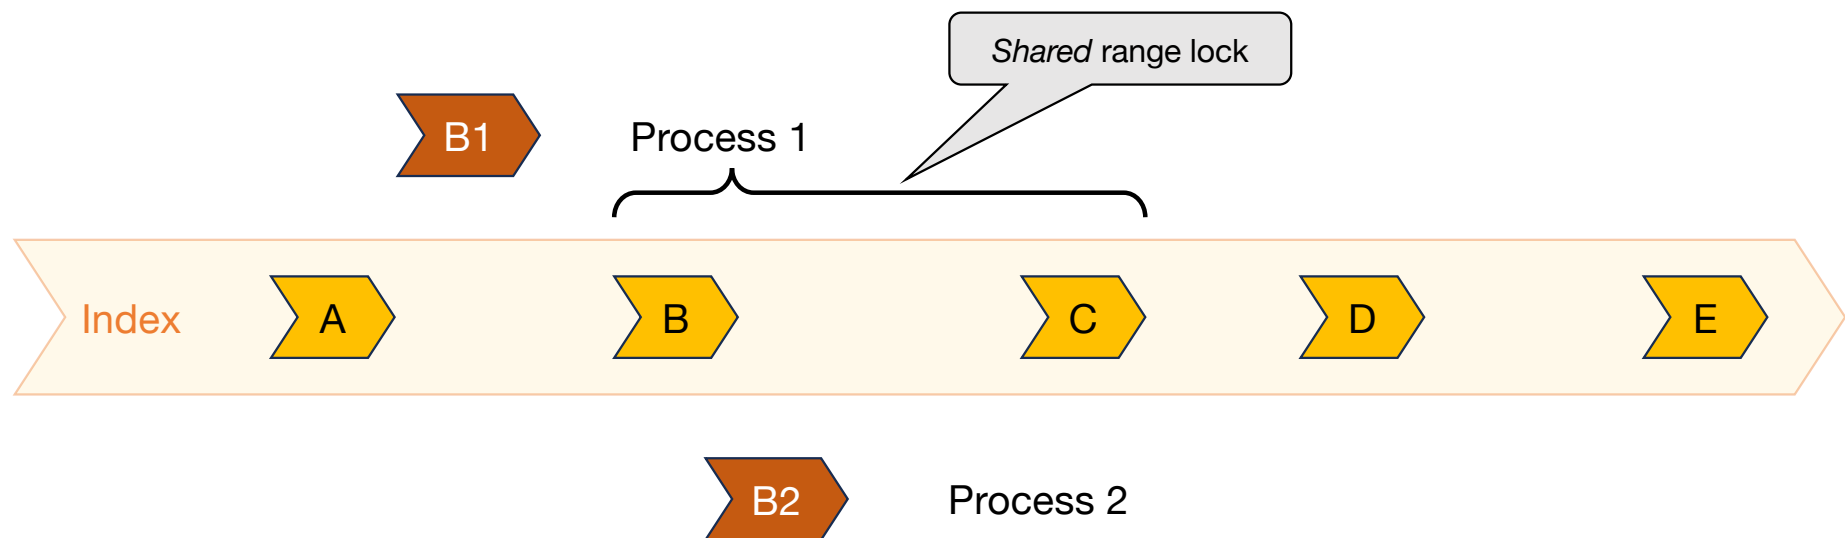 Shared range lock
B1
Process 1
Index
A
B
C
D
E
B2
Process 2